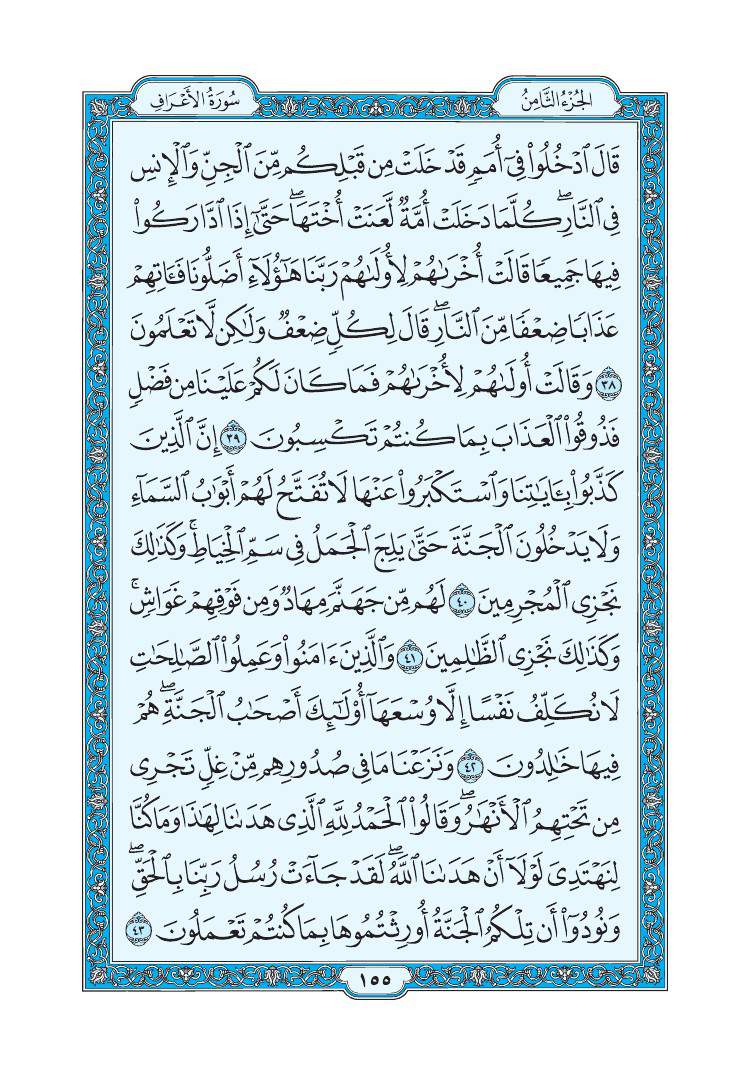 الجُزْءُ الثَّامِنُ
سُورَةُ الأَعْرَافِ
قَالَ ٱدْخُلُوا۟ فِىٓ أُمَمٍ قَدْ خَلَتْ مِن قَبْلِكُم مِّنَ ٱلْجِنِّ وَٱلْإِنسِ
فِى ٱلنَّارِ ۖ كُلَّمَا دَخَلَتْ أُمَّةٌ لَّعَنَتْ أُخْتَهَا ۖ حَتَّىٰٓ إِذَا ٱدَّارَكُوا۟
فِيهَا جَمِيعًا قَالَتْ أُخْرَىٰهُمْ لِأُولَىٰهُمْ رَبَّنَا هَٰٓؤُلَآءِ أَضَلُّونَا فَـَٔاتِهِمْ
عَذَابًا ضِعْفًا مِّنَ ٱلنَّارِ ۖ قَالَ لِكُلٍّ ضِعْفٌ وَلَٰكِن لَّا تَعْلَمُونَ
٣٨ وَقَالَتْ أُولَىٰهُمْ لِأُخْرَىٰهُمْ فَمَا كَانَ لَكُمْ عَلَيْنَا مِن فَضْلٍ
فَذُوقُوا۟ ٱلْعَذَابَ بِمَا كُنتُمْ تَكْسِبُونَ ٣٩ إِنَّ ٱلَّذِينَ
كَذَّبُوا۟ بِـَٔايَٰتِنَا وَٱسْتَكْبَرُوا۟ عَنْهَا لَا تُفَتَّحُ لَهُمْ أَبْوَٰبُ ٱلسَّمَآءِ
وَلَا يَدْخُلُونَ ٱلْجَنَّةَ حَتَّىٰ يَلِجَ ٱلْجَمَلُ فِى سَمِّ ٱلْخِيَاطِ ۚ وَكَذَٰلِكَ
نَجْزِى ٱلْمُجْرِمِينَ ٤٠ لَهُم مِّن جَهَنَّمَ مِهَادٌ وَمِن فَوْقِهِمْ غَوَاشٍ ۚ
وَكَذَٰلِكَ نَجْزِى ٱلظَّٰلِمِينَ ٤١ وَٱلَّذِينَ ءَامَنُوا۟ وَعَمِلُوا۟ ٱلصَّٰلِحَٰتِ
لَا نُكَلِّفُ نَفْسًا إِلَّا وُسْعَهَآ أُو۟لَٰٓئِكَ أَصْحَٰبُ ٱلْجَنَّةِ ۖ هُمْ
فِيهَا خَٰلِدُونَ ٤٢ وَنَزَعْنَا مَا فِى صُدُورِهِم مِّنْ غِلٍّ تَجْرِى
مِن تَحْتِهِمُ ٱلْأَنْهَٰرُ ۖ وَقَالُوا۟ ٱلْحَمْدُ لِلَّهِ ٱلَّذِى هَدَىٰنَا لِهَٰذَا وَمَا كُنَّا
لِنَهْتَدِىَ لَوْلَآ أَنْ هَدَىٰنَا ٱللَّهُ ۖ لَقَدْ جَآءَتْ رُسُلُ رَبِّنَا بِٱلْحَقِّ ۖ
وَنُودُوٓا۟ أَن تِلْكُمُ ٱلْجَنَّةُ أُورِثْتُمُوهَا بِمَا كُنتُمْ تَعْمَلُونَ ٤٣
١٥٥